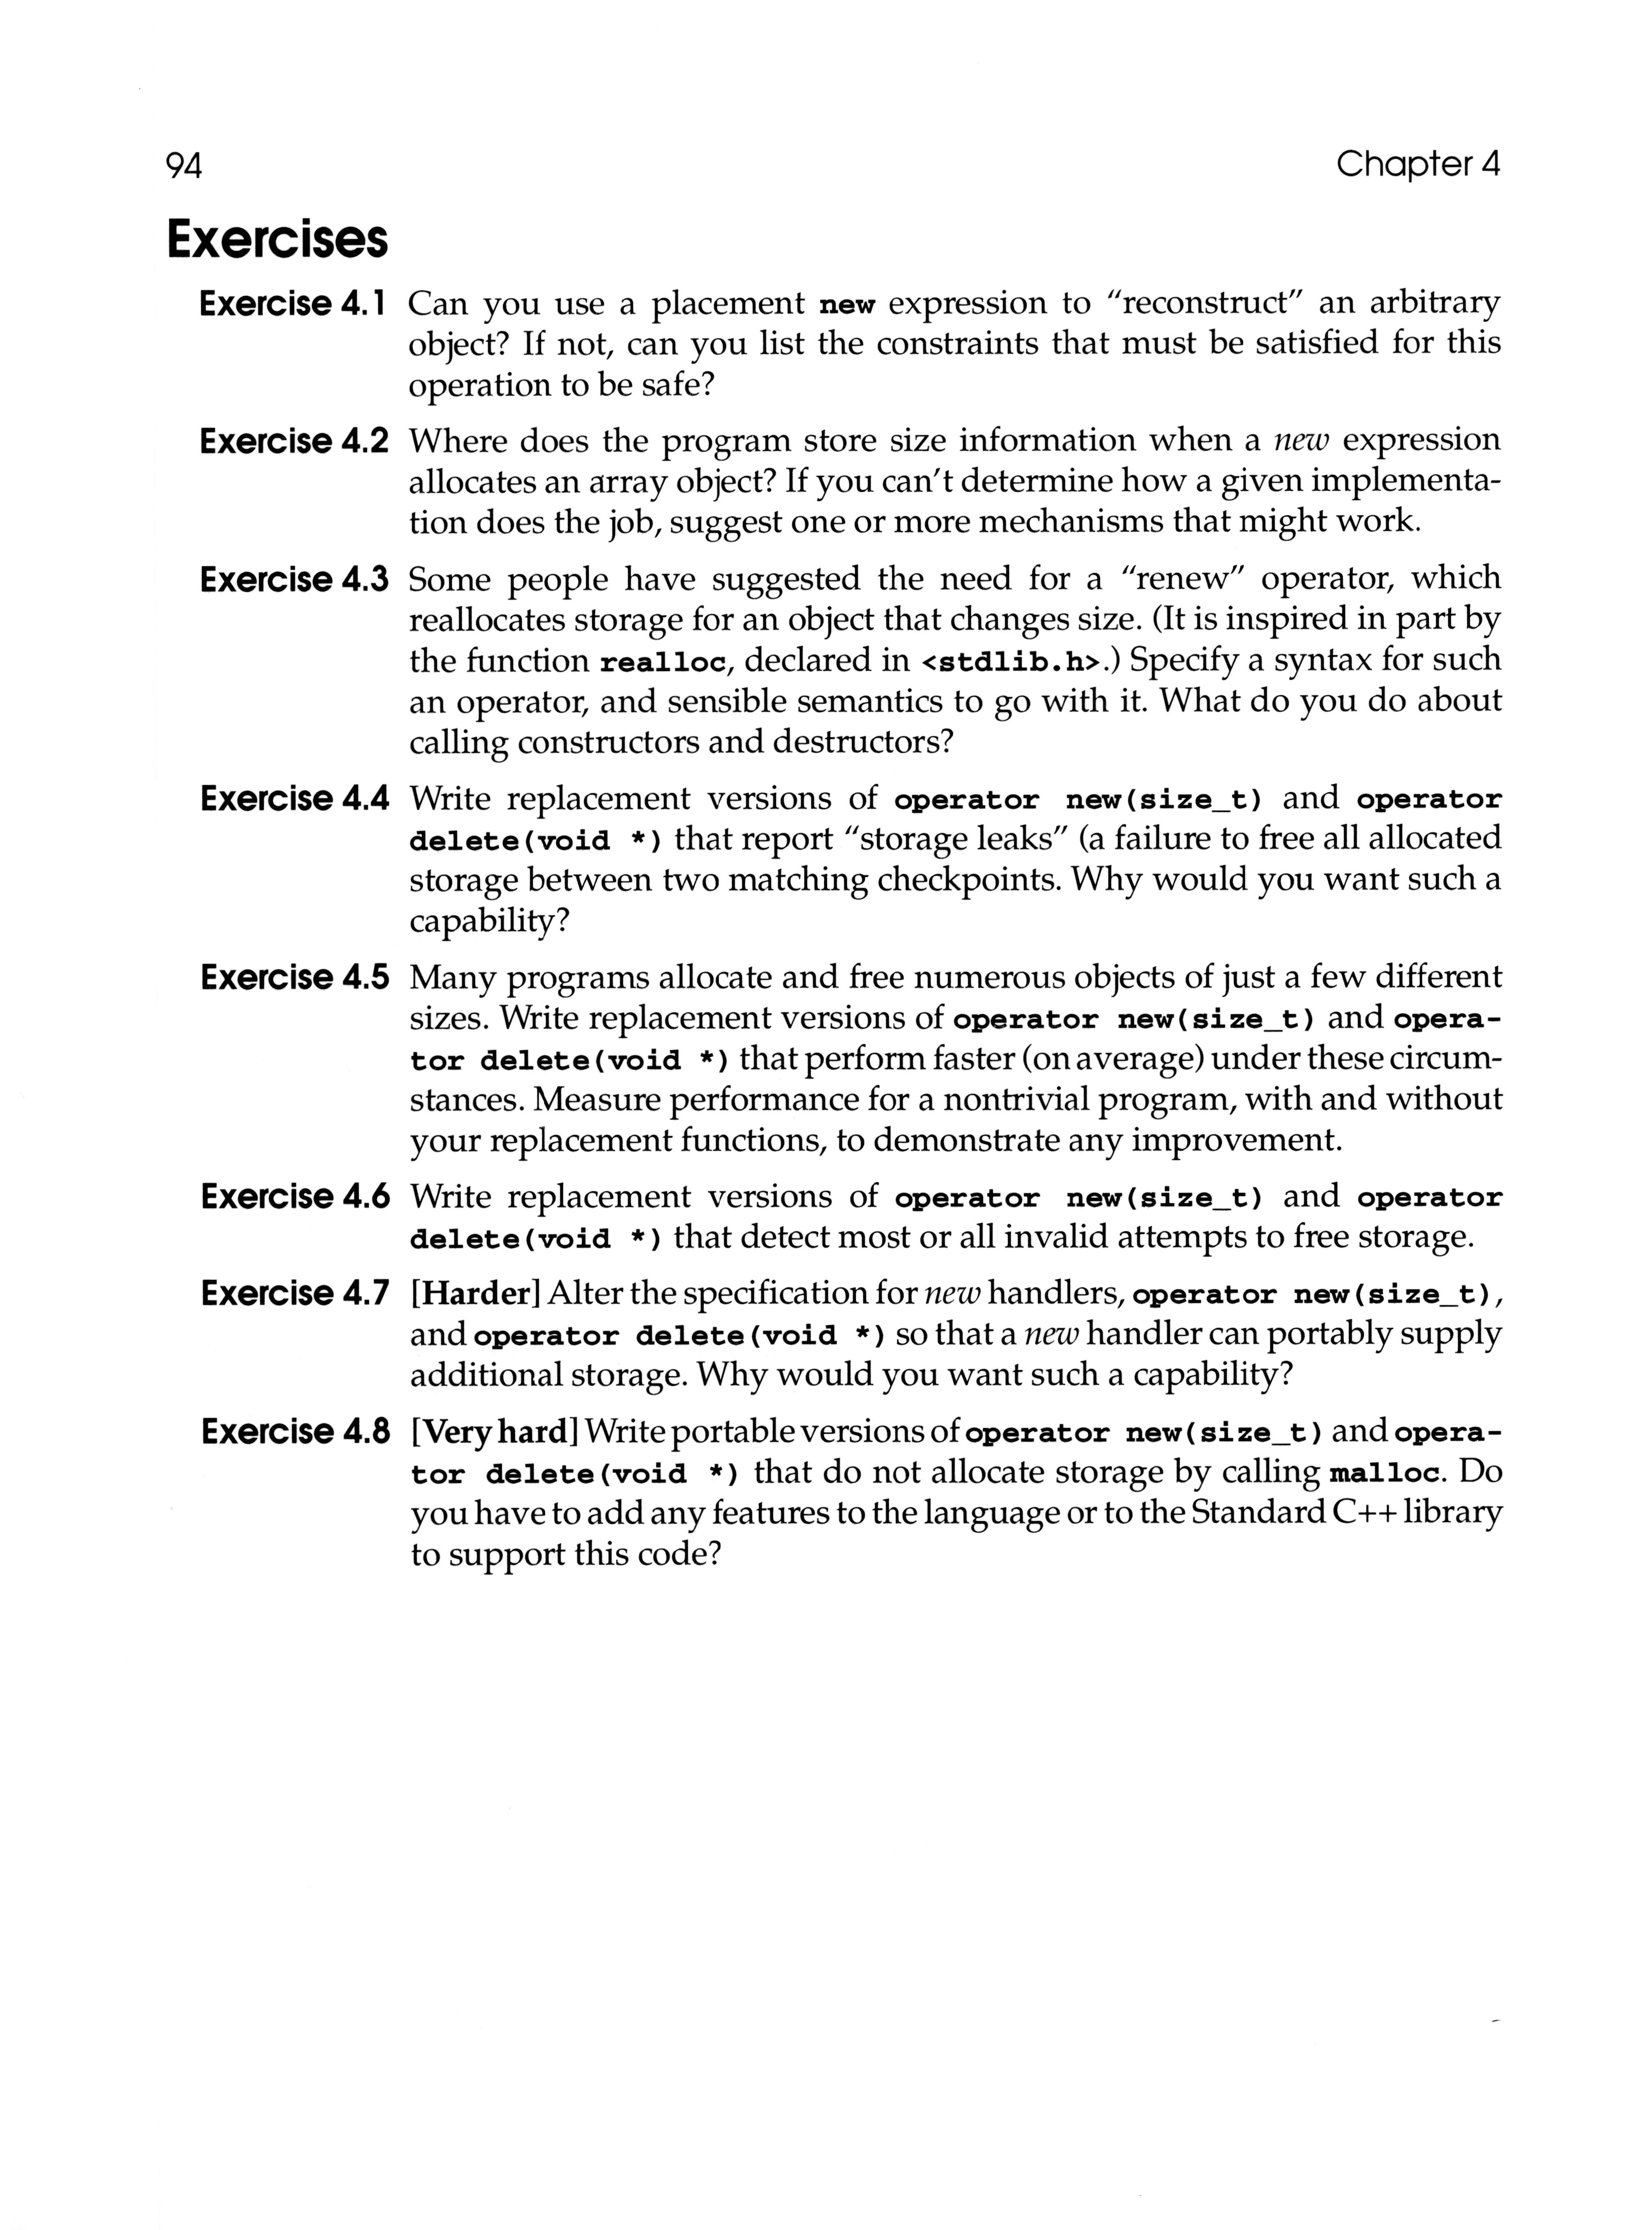 94
Chapter 4
Exercises
Exercise 4.1 Can you use a placement new expression to “reconstruct” an arbitrary
object? If not, can you list the constraints that must be satisfied for this
operation to be safe?
Exercise 4.2 Where does the program store size information when a new expression
allocates an array object? If you can't determine how a given implementa-
tion does the job, suggest one or more mechanisms that might work.
Exercise 4.3 Some people have suggested the need for a “renew” operator, which
reallocates storage for an object that changes size. (It is inspired in part by
the function realloc, declared in <stdlib.h>.) Specify a syntax for such
an operator, and sensible semantics to go with it. What do you do about
calling constructors and destructors?
Exercise 4.4 Write replacement versions of operator new(size_t) and operator
delete(void *) that report “storage leaks” (a failure to free all allocated
storage between two matching checkpoints. Why would you want such a
capability?
Exercise 4.5 Many programs allocate and free numerous objects of just a few different
sizes. Write replacement versions of operator new(size_t) and opera-
tor delete(void *) that perform faster (on average) under these circum-
stances. Measure performance for a nontrivial program, with and without
your replacement functions, to demonstrate any improvement.
Exercise 4.6 Write replacement versions of operator new(size_t) and operator
delete(void *) that detect most or all invalid attempts to free storage.
Exercise 4.7 [Harder] Alter the specification for new handlers, operator new(size_t),
and operator delete(void *) so that a new handler can portably supply
additional storage. Why would you want such a capability?
Exercise 4.8 [Very hard] Write portable versions of operator new(size_t) and opera-
tor delete(void *) that do not allocate storage by calling malloc. Do
you have to add any features to the language or to the Standard C++ library
to support this code?